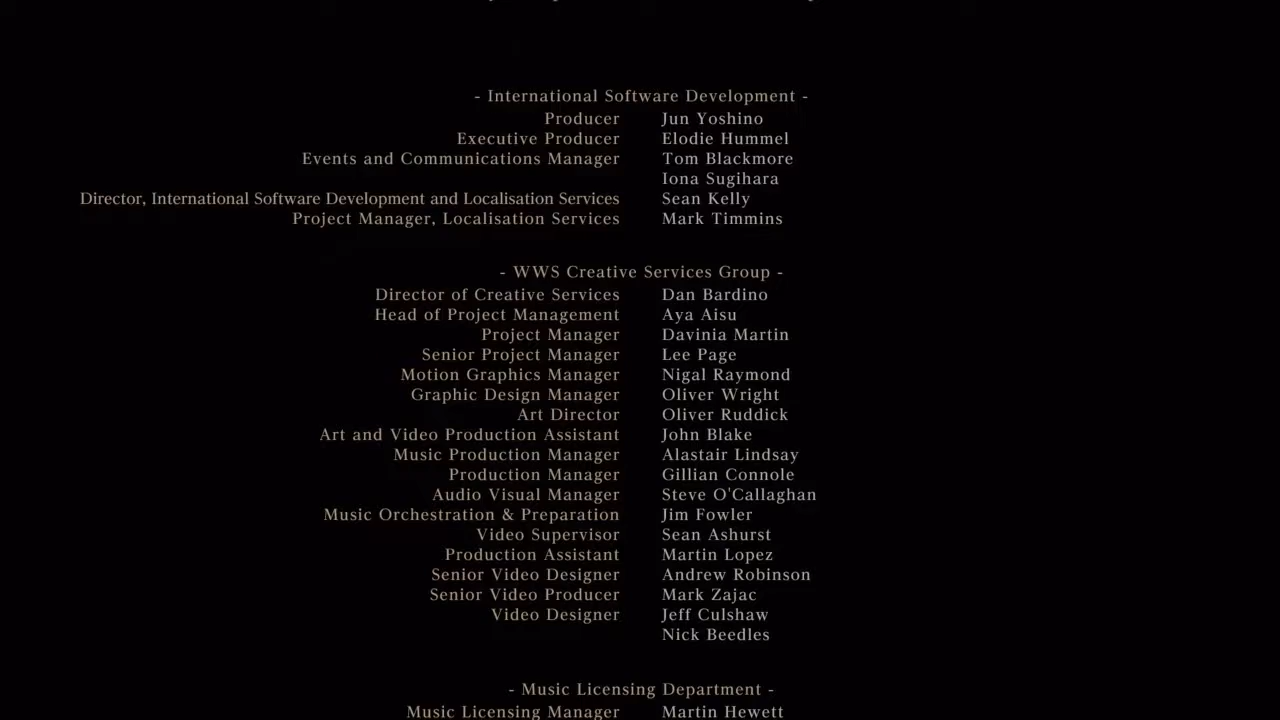 - International Software Development -
Producer Jun Yoshino
Executive Producer Elodie Hummel
Events and Communications Manager Tom Blackmore
Iona Sugihara
Director, International Software Development and Localisation Services Sean Kelly
Project Manager, Localisation Services Mark Timmins
- WWS Creative Services Group -
Director of Creative Services Dan Bardino
Head of Project Management Aya Aisu
Project Manager Davinia Martin
Senior Project Manager Lee Page
Motion Graphics Manager Nigal Raymond
Graphic Design Manager Oliver Wright
Art Director Oliver Ruddick
Art and Video Production Assistant John Blake
Music Production Manager Alastair Lindsay
Production Manager Gillian Connole
Audio Visual Manager Steve O'Callaghan
Music Orchestration & Preparation Jim Fowler
Video Supervisor Sean Ashurst
Production Assistant Martin Lopez
Senior Video Designer Andrew Robinson
Senior Video Producer Mark Zajac
Video Designer Jeff Culshaw
Nick Beedles
- Music Licensing Department -
Music Licensing Manager Martin Hewett